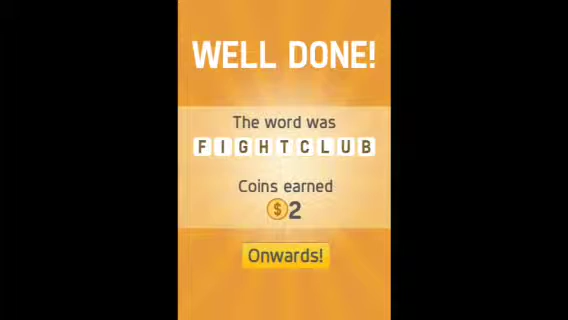 WELL DONE!
The word was
FIGHTCLUB
Coins earned
$2
Onwards!